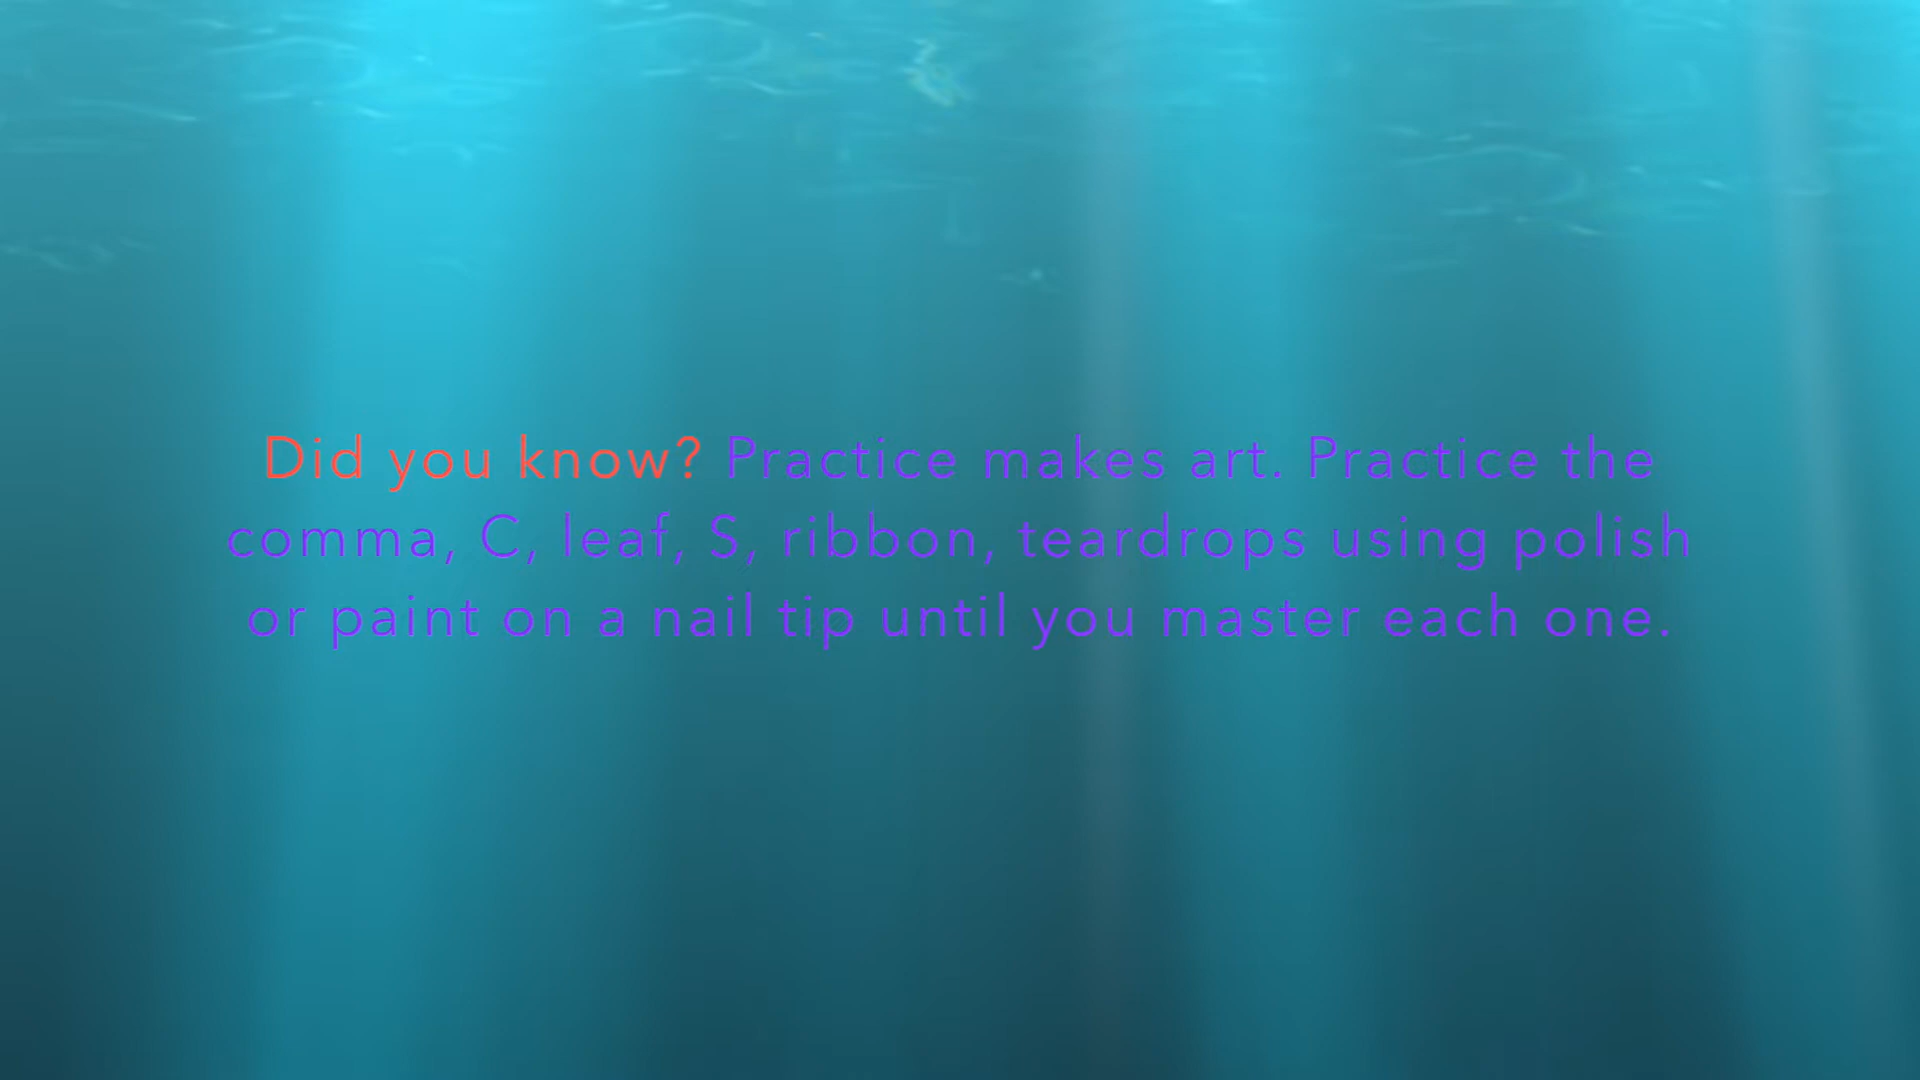 Did you know? Practice makes art. Practice the
comma, C, leaf, S, ribbon, teardrops using polish
or paint on a nail tip until you master each one.